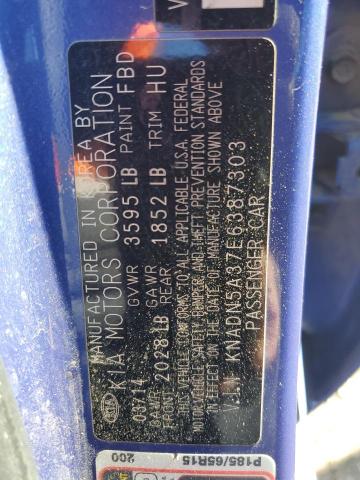 MANUFACTURED IN KOREA BY
KIA MOTORS CORPORATION
KIA
03/14 GVWR 3595 LB PAINT FBD
GAWR GAWR
FRONT 2028 LB REAR 1852 LB TRIM HU
THIS VEHICLE CONFORMS TO ALL APPLICABLE U.S.A. FEDERAL
MOTOR VEHICLE SAFETY, BUMPER, AND THEFT PREVENTION STANDARDS
IN EFFECT ON THE DATE OF MANUFACTURE SHOWN ABOVE
V.I.N KNADN5A37E6387303
PASSENGER CAR
P185/65R15
200